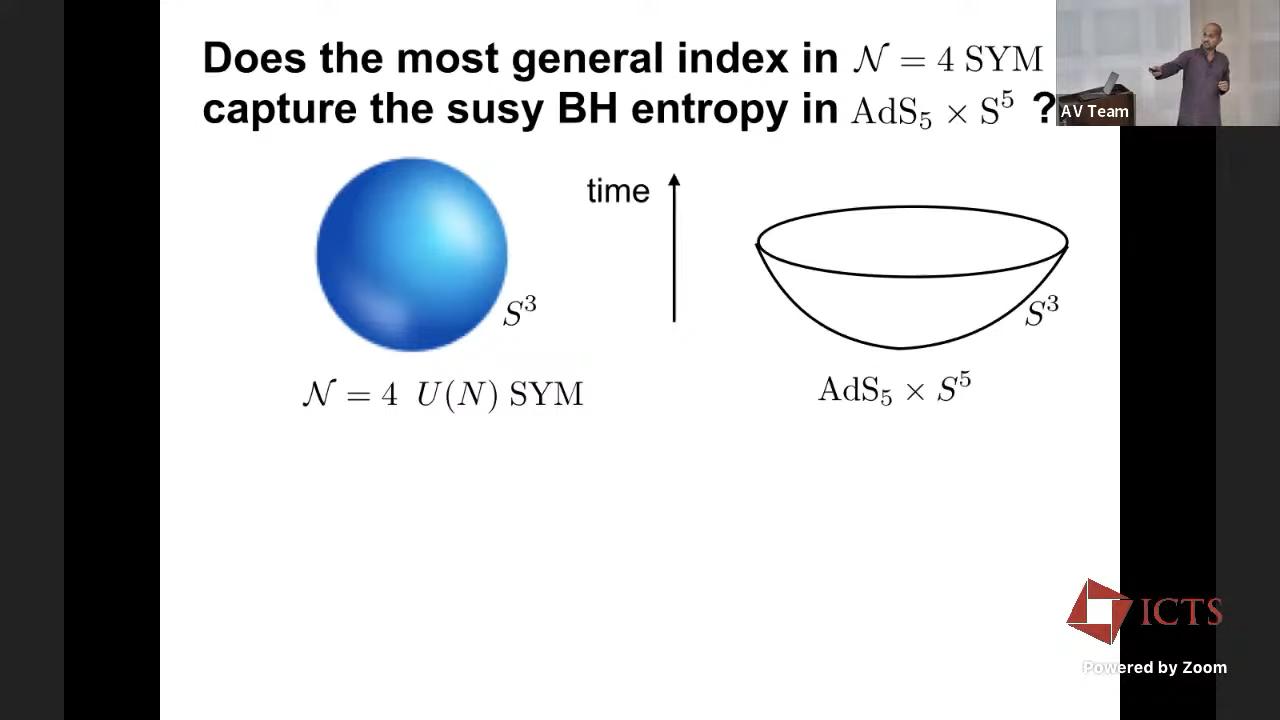 Does the most general index in 𝒩 = 4 SYM
capture the susy BH entropy in AdS₅ × S⁵ ?
AV Team
time
S³
S³
𝒩 = 4 U(N) SYM
AdS₅ × S⁵
ICTS
Powered by Zoom